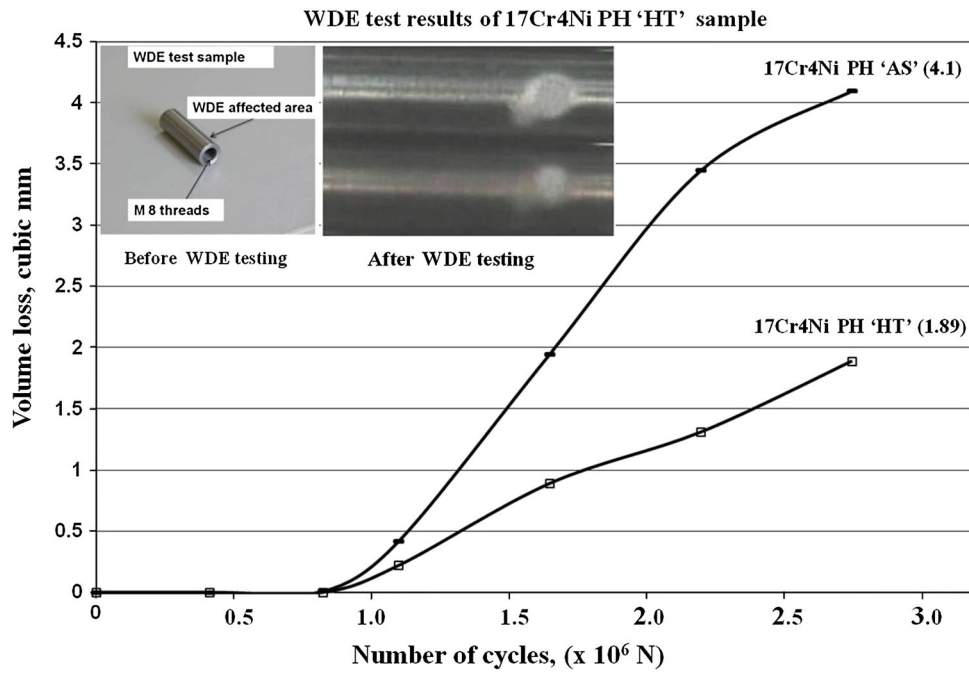 WDE test results of 17Cr4Ni PH ‘HT’ sample
4.5
4
3.5
3
2.5
2
1.5
1
0.5
0
Volume loss, cubic mm
WDE test sample
WDE affected area
M 8 threads
Before WDE testing
After WDE testing
17Cr4Ni PH ‘AS’ (4.1)
17Cr4Ni PH ‘HT’ (1.89)
0 0.5 1.0 1.5 2.0 2.5 3.0
Number of cycles, (x 10⁶ N)